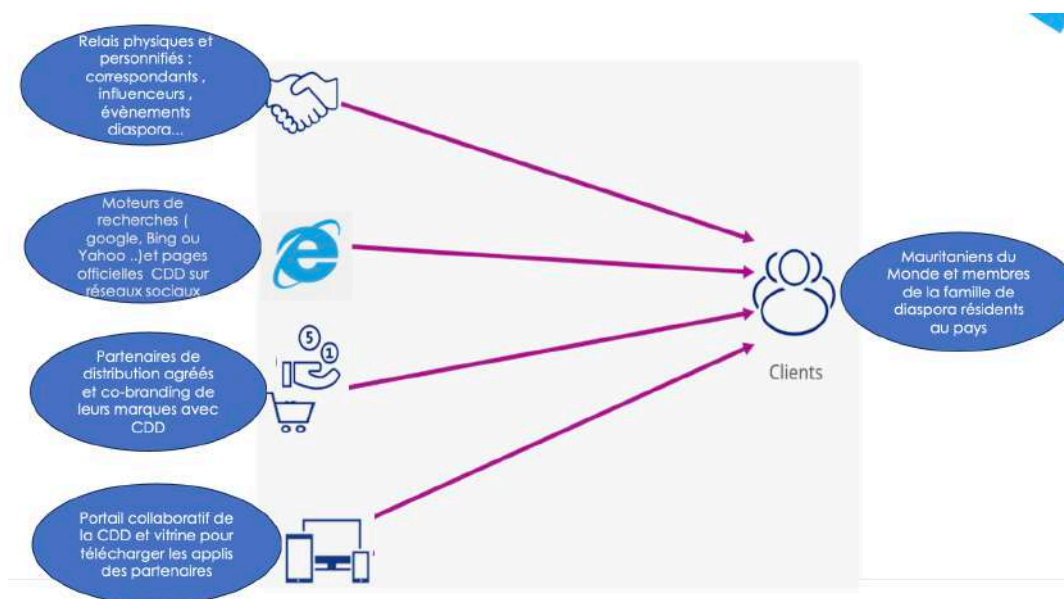 Relais physiques et
personnifiés :
correspondants ,
influenceurs ,
évènements
diaspora...
Moteurs de
recherches (
google, Bing ou
Yahoo ..)et pages
officielles CDD sur
réseaux sociaux
Partenaires de
distribution agréés
et co-branding de
leurs marques avec
CDD
Portail collaboratif de
la CDD et vitrine pour
télécharger les applis
des partenaires
5
1
Clients
Mauritaniens du
Monde et membres
de la famille de
diaspora résidents
au pays